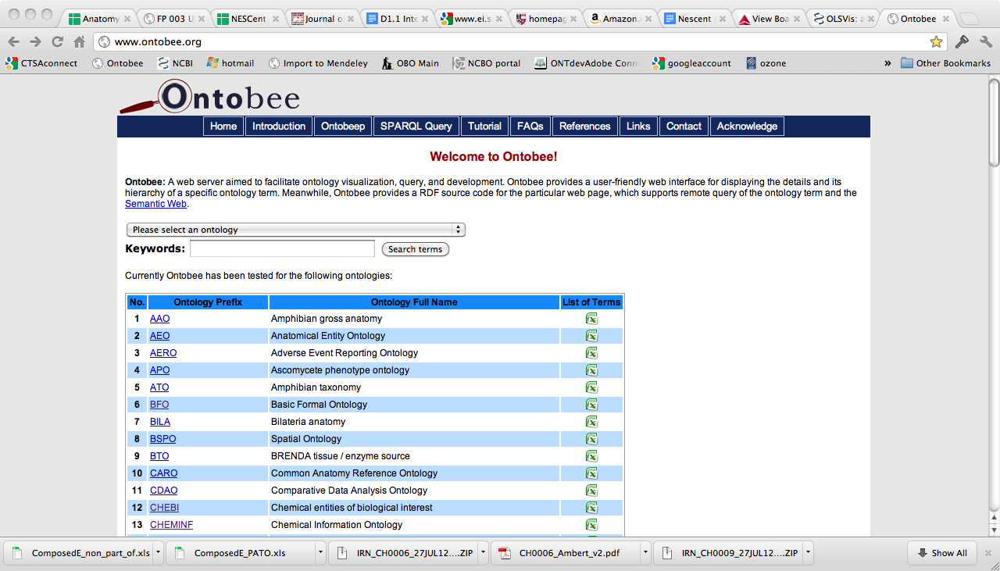 Anatomy
FP 003 U
NESCent
Journal o
D1.1 Inte
www.ei.s
homepag
Amazon.
Nescent
View Boa
OLSVis: a
Ontobee
www.ontobee.org
CTSAconnect
Ontobee
NCBI
hotmail
Import to Mendeley
OBO Main
NCBO portal
ONTdevAdobe Conn
googleaccount
ozone
»
Other Bookmarks
Ontobee
Home
Introduction
Ontobeep
SPARQL Query
Tutorial
FAQs
References
Links
Contact
Acknowledge
Welcome to Ontobee!
Ontobee: A web server aimed to facilitate ontology visualization, query, and development. Ontobee provides a user-friendly web interface for displaying the details and its
hierarchy of a specific ontology term. Meanwhile, Ontobee provides a RDF source code for the particular web page, which supports remote query of the ontology term and the
Semantic Web.
Please select an ontology
Keywords:
Search terms
Currently Ontobee has been tested for the following ontologies:
No. Ontology Prefix Ontology Full Name List of Terms
1 AAO Amphibian gross anatomy
2 AEO Anatomical Entity Ontology
3 AERO Adverse Event Reporting Ontology
4 APO Ascomycete phenotype ontology
5 ATO Amphibian taxonomy
6 BFO Basic Formal Ontology
7 BILA Bilateria anatomy
8 BSPO Spatial Ontology
9 BTO BRENDA tissue / enzyme source
10 CARO Common Anatomy Reference Ontology
11 CDAO Comparative Data Analysis Ontology
12 CHEBI Chemical entities of biological interest
13 CHEMINF Chemical Information Ontology
ComposedE_non_part_of.xls
ComposedE_PATO.xls
IRN_CH0006_27JUL12....ZIP
CH0006_Ambert_v2.pdf
IRN_CH0009_27JUL12....ZIP
Show All